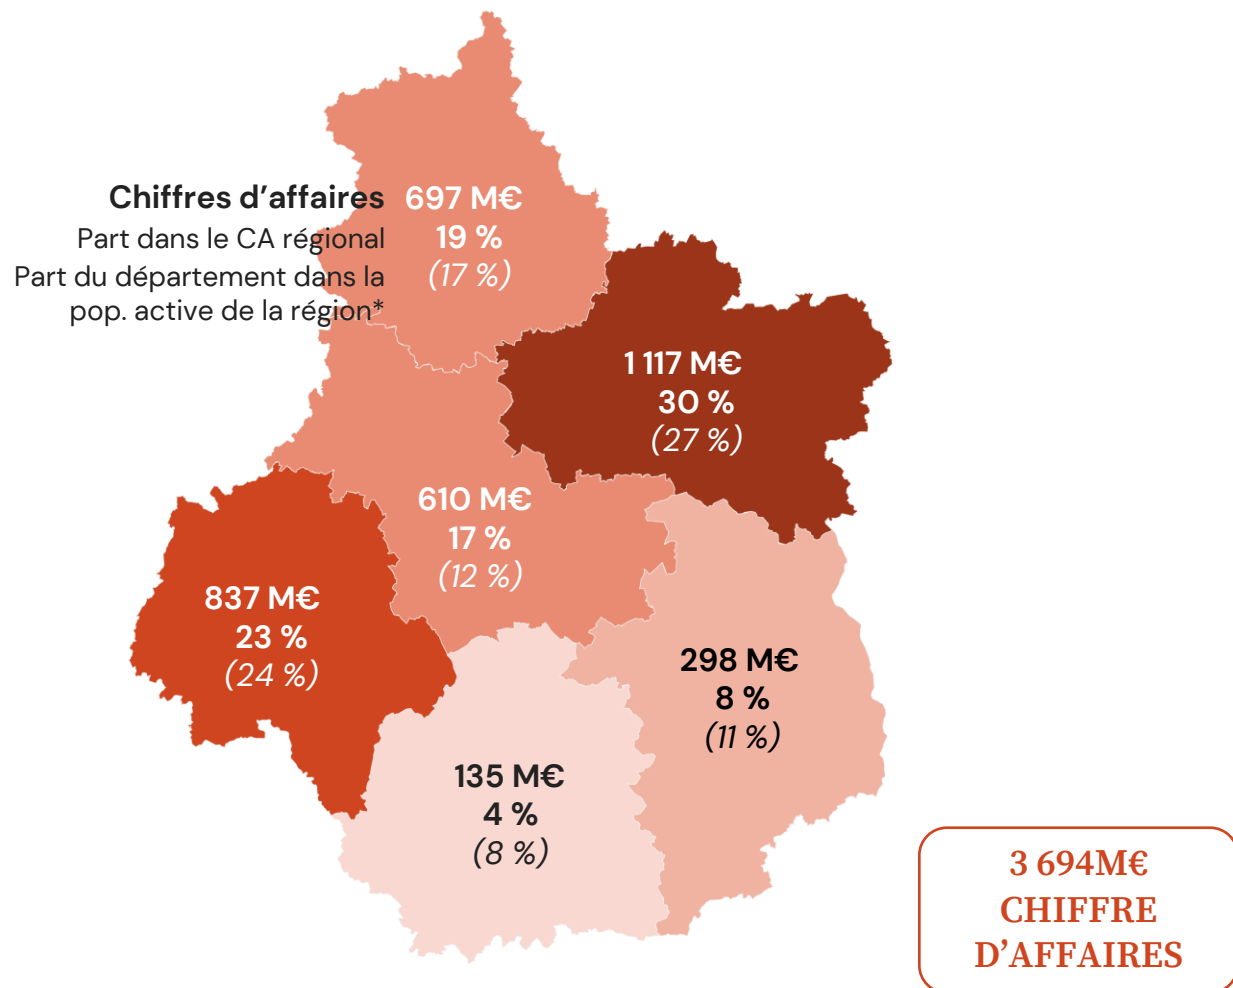 Chiffres d’affaires
Part dans le CA régional
Part du département dans la
pop. active de la région*
697 M€
19 %
(17 %)
1 117 M€
30 %
(27 %)
610 M€
17 %
(12 %)
837 M€
23 %
(24 %)
298 M€
8 %
(11 %)
135 M€
4 %
(8 %)
3 694M€
CHIFFRE
D’AFFAIRES